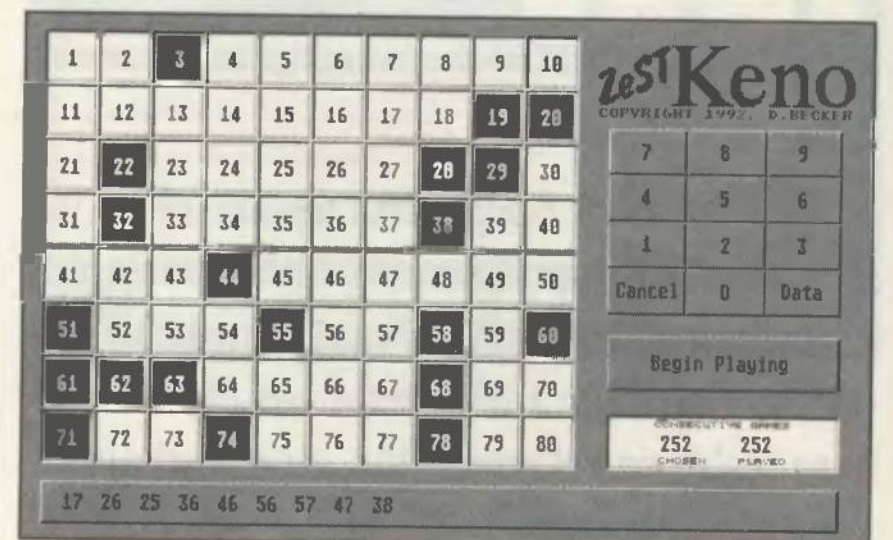 1 2 3 4 5 6 7 8 9 10
11 12 13 14 15 16 17 18 19 20
21 22 23 24 25 26 27 28 29 30
31 32 33 34 35 36 37 38 39 40
41 42 43 44 45 46 47 48 49 50
51 52 53 54 55 56 57 58 59 60
61 62 63 64 65 66 67 68 69 70
71 72 73 74 75 76 77 78 79 80
17 26 25 36 46 56 57 47 38
ZeST Keno
COPYRIGHT 1992, D.BECKER
7 8 9
4 5 6
1 2 3
Cancel 0 Data
Begin Playing
CONSECUTIVE GAMES
252 252
CHOSEN PLAYED